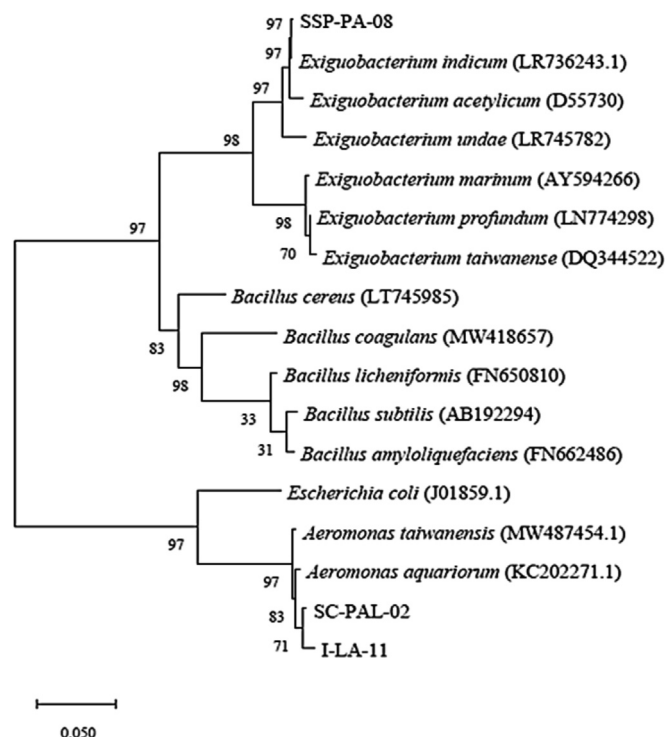 97 SSP-PA-08
97
Exiguobacterium indicum (LR736243.1)
97
Exiguobacterium acetylicum (D55730)
Exiguobacterium undae (LR745782)
98
Exiguobacterium marinum (AY594266)
98 Exiguobacterium profundum (LN774298)
97
70 Exiguobacterium taiwanense (DQ344522)
Bacillus cereus (LT745985)
83
Bacillus coagulans (MW418657)
98
Bacillus licheniformis (FN650810)
33 Bacillus subtilis (AB192294)
31 Bacillus amyloliquefaciens (FN662486)
Escherichia coli (J01859.1)
Aeromonas taiwanensis (MW487454.1)
97
Aeromonas aquariorum (KC202271.1)
97
83 SC-PAL-02
71 I-LA-11
0.050